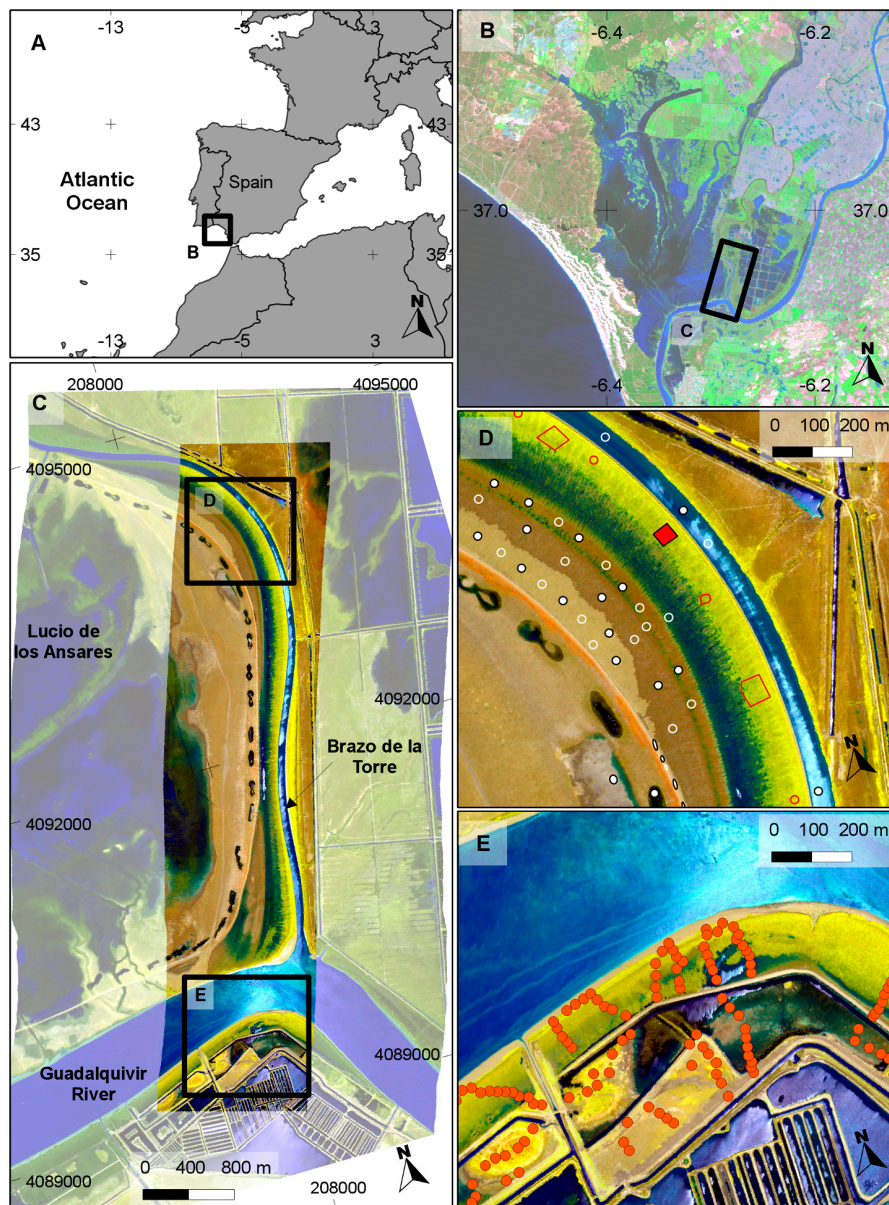 A
-13
-5
3
43
43
Atlantic
Ocean
Spain
35
35
B
N
-13
-5
3
B
-6.4
-6.2
37.0
37.0
C
N
-6.4
-6.2
C
208000
4095000
4095000
D
Lucio de
los Ansares
4092000
Brazo de la
Torre
4092000
E
4089000
Guadalquivir
River
4089000
0 400 800 m
208000
N
D
0 100 200 m
N
E
0 100 200 m
N